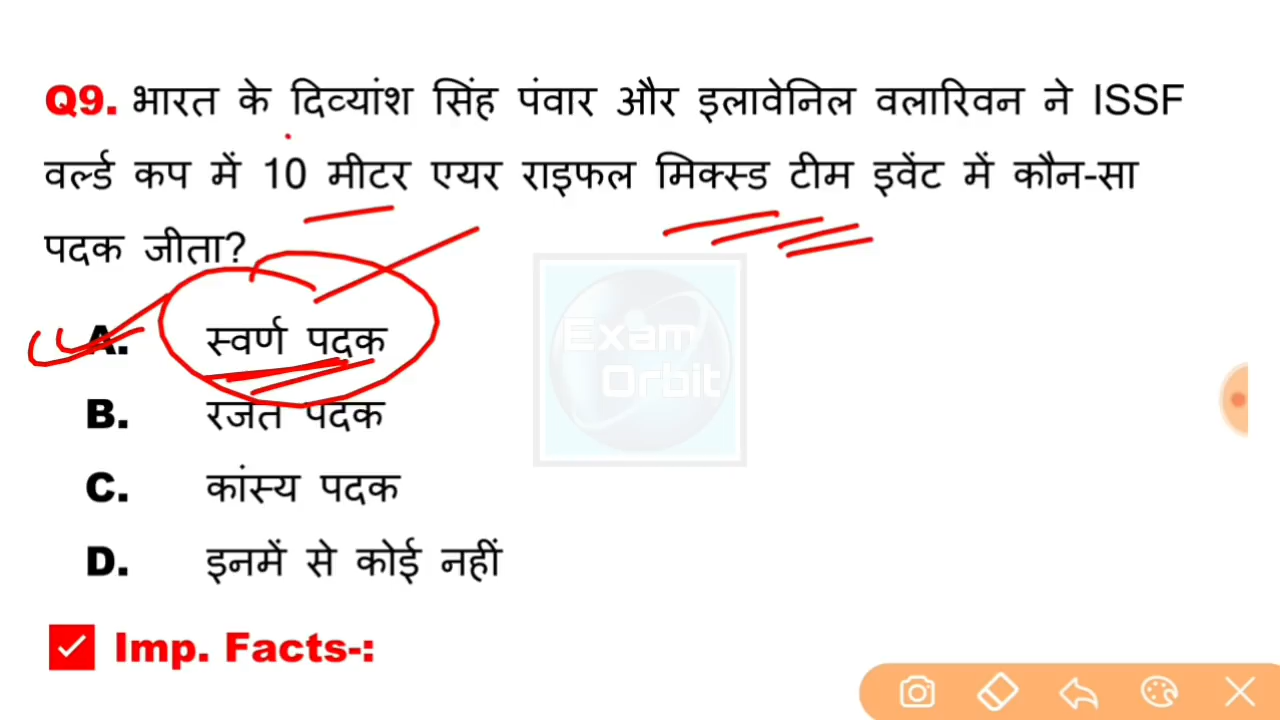 Q9. भारत के दिव्यांश सिंह पंवार और इलावेनिल वलारिवन ने ISSF
वर्ल्ड कप में 10 मीटर एयर राइफल मिक्स्ड टीम इवेंट में कौन-सा
पदक जीता?
A. स्वर्ण पदक
B. रजत पदक
C. कांस्य पदक
D. इनमें से कोई नहीं
Exam
Orbit
Imp. Facts-: